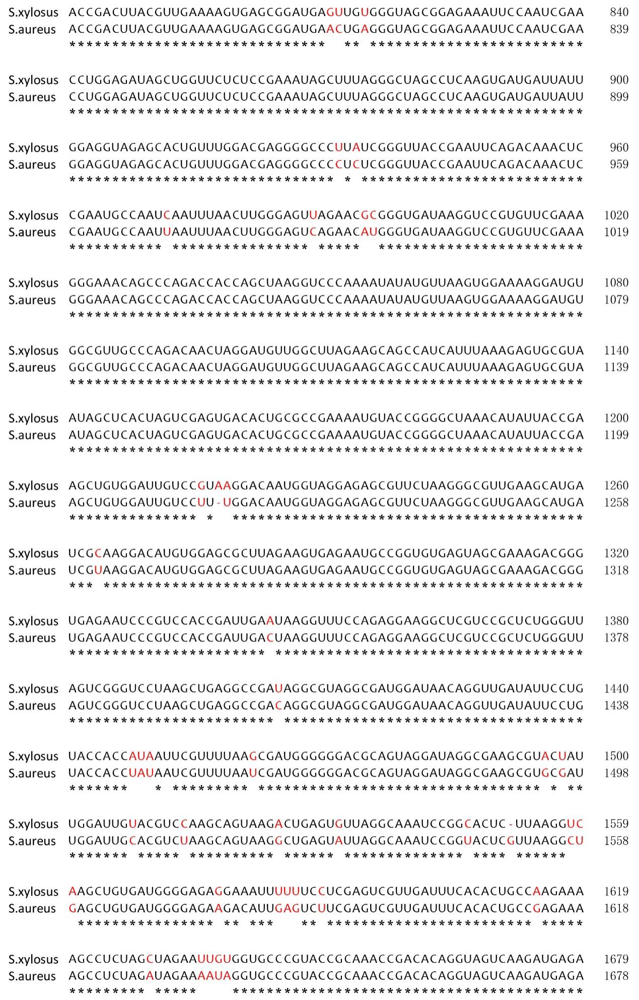 S.xylosus ACCGACUUACGUUGAAAAGUGAGCGGAUGAGUUGUGGGUAGCGGAGAAAUUCCAAUCGAA 840
S.aureus ACCGACUUACGUUGAAAAGUGAGCGGAUGAACUGAGGGUAGCGGAGAAAUUCCAAUCGAA 839
******************************  ** *************************
S.xylosus CCUGGAGAUAGCUGGUUCUCUCCGAAAUAGCUUUAGGGCUAGCCUCAAGUGAUGAUUAUU 900
S.aureus CCUGGAGAUAGCUGGUUCUCUCCGAAAUAGCUUUAGGGCUAGCCUCAAGUGAUGAUUAUU 899
************************************************************
S.xylosus GGAGGUAGAGCACUGUUUGGACGAGGGGCCCUUAUCGGGUUACCGAAUUCAGACAAACUC 960
S.aureus GGAGGUAGAGCACUGUUUGGACGAGGGGCCCCUCUCGGGUUACCGAAUUCAGACAAACUC 959
******************************* * **************************
S.xylosus CGAAUGCCAAUCAAUUUAACUUGGGAGUUAGAACGCGGGUGAUAAGGUCCGUGUUCGAAA 1020
S.aureus CGAAUGCCAAUUAAUUUAACUUGGGAGUCAGAACAUGGGUGAUAAGGUCCGUGUUCGAAA 1019
*********** **************** *****  ************************
S.xylosus GGGAAACAGCCCAGACCACCAGCUAAGGUCCCAAAAUAUAUGUUAAGUGGAAAAGGAUGU 1080
S.aureus GGGAAACAGCCCAGACCACCAGCUAAGGUCCCAAAAUAUAUGUUAAGUGGAAAAGGAUGU 1079
************************************************************
S.xylosus GGCGUUGCCCAGACAACUAGGAUGUUGGCUUAGAAGCAGCCAUCAUUUAAAGAGUGCGUA 1140
S.aureus GGCGUUGCCCAGACAACUAGGAUGUUGGCUUAGAAGCAGCCAUCAUUUAAAGAGUGCGUA 1139
************************************************************
S.xylosus AUAGCUCACUAGUCGAGUGACACUGCGCCGAAAAUGUACCGGGGCUAAACAUAUUACCGA 1200
S.aureus AUAGCUCACUAGUCGAGUGACACUGCGCCGAAAAUGUACCGGGGCUAAACAUAUUACCGA 1199
************************************************************
S.xylosus AGCUGUGGAUUGUCCGUAAGGACAAUGGUAGGAGAGCGUUCUAAGGGCGUUGAAGCAUGA 1260
S.aureus AGCUGUGGAUUGUCCUU-UGGACAAUGGUAGGAGAGCGUUCUAAGGGCGUUGAAGCAUGA 1258
*************** *  *****************************************
S.xylosus UCGCAAGGACAUGUGGAGCGCUUAGAAGUGAGAAUGCCGGUGUGAGUAGCGAAAGACGGG 1320
S.aureus UCGUAAGGACAUGUGGAGCGCUUAGAAGUGAGAAUGCCGGUGUGAGUAGCGAAAGACGGG 1318
*** ********************************************************
S.xylosus UGAGAAUCCCGUCCACCGAUUGAAUAAGGUUUCCAGAGGAAGGCUCGUCCGCUCUGGGUU 1380
S.aureus UGAGAAUCCCGUCCACCGAUUGACUAAGGUUUCCAGAGGAAGGCUCGUCCGCUCUGGGUU 1378
*********************** ************************************
S.xylosus AGUCGGGUCCUAAGCUGAGGCCGAUAGGCGUAGGCGAUGGAUAACAGGUUGAUAUUCCUG 1440
S.aureus AGUCGGGUCCUAAGCUGAGGCCGACAGGCGUAGGCGAUGGAUAACAGGUUGAUAUUCCUG 1438
************************ ***********************************
S.xylosus UACCACCAUAAUUCGUUUUAAGCGAUGGGGGGACGCAGUAGGAUAGGCGAAGCGUACUAU 1500
S.aureus UACCACCUAUAAUCGUUUUAAUCGAUGGGGGGACGCAGUAGGAUAGGCGAAGCGUGCGAU 1498
*******   * ********* ********************************* * **
S.xylosus UGGAUUGUACGUCCAAGCAGUAAGACUGAGUGUUAGGCAAAUCCGGCACUC-UUAAGGUC 1559
S.aureus UGGAUUGCACGUCUAAGCAGUAAGGCUGAGUAUUAGGCAAAUCCGGUACUCGUUAAGGCU 1558
******* ***** ********** ****** ************** **** ******
S.xylosus AAGCUGUGAUGGGGAGAGGAAAUUUUUUCCUCGAGUCGUUGAUUUCACACUGCCAAGAAA 1619
S.aureus GAGCUGUGAUGGGGAGAAGACAUUGAGUCUUCGAGUCGUUGAUUUCACACUGCCGAGAAA 1618
 **************** ** ***   ** ************************ *****
S.xylosus AGCCUCUAGCUAGAAUUGUGGUGCCCGUACCGCAAACCGACACAGGUAGUCAAGAUGAGA 1679
S.aureus AGCCUCUAGAUAGAAAAUAGGUGCCCGUACCGCAAACCGACACAGGUAGUCAAGAUGAGA 1678
********* *****    *****************************************